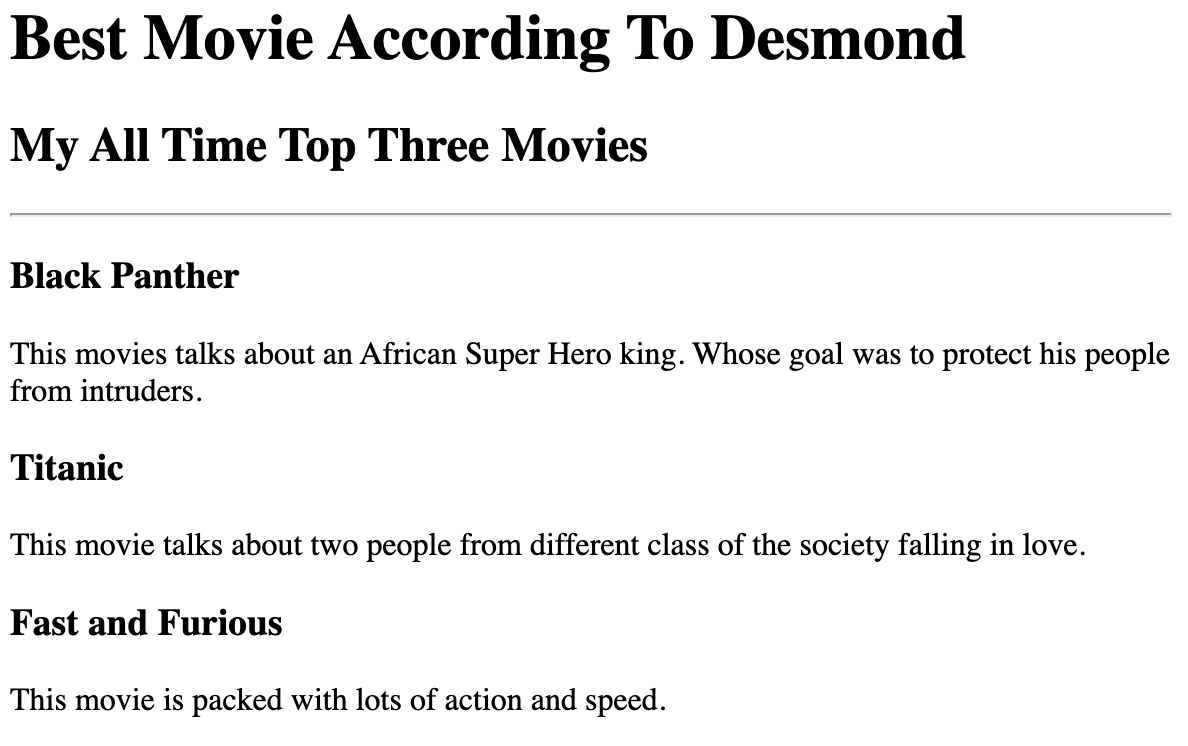 Best Movie According To Desmond
My All Time Top Three Movies
Black Panther
This movies talks about an African Super Hero king. Whose goal was to protect his people
from intruders.
Titanic
This movie talks about two people from different class of the society falling in love.
Fast and Furious
This movie is packed with lots of action and speed.